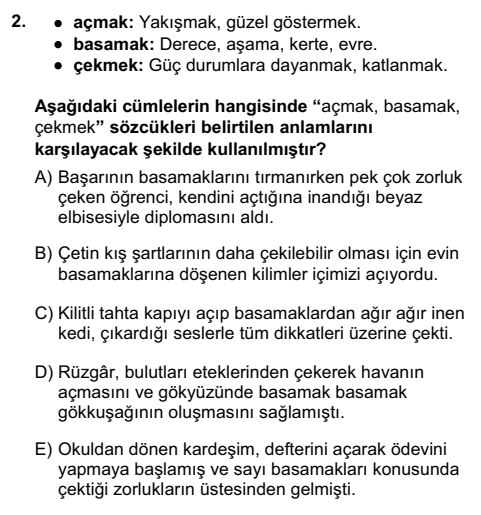 2. • açmak: Yakışmak, güzel göstermek.
• basamak: Derece, aşama, kerte, evre.
• çekmek: Güç durumlara dayanmak, katlanmak.
Aşağıdaki cümlelerin hangisinde “açmak, basamak,
çekmek” sözcükleri belirtilen anlamlarını
karşılayacak şekilde kullanılmıştır?
A) Başarının basamaklarını tırmanırken pek çok zorluk
çeken öğrenci, kendini açtığına inandığı beyaz
elbisesiyle diplomasını aldı.
B) Çetin kış şartlarının daha çekilebilir olması için evin
basamaklarına döşenen kilimler içimizi açıyordu.
C) Kilitli tahta kapıyı açıp basamaklardan ağır ağır inen
kedi, çıkardığı seslerle tüm dikkatleri üzerine çekti.
D) Rüzgâr, bulutları eteklerinden çekerek havanın
açmasını ve gökyüzünde basamak basamak
gökkuşağının oluşmasını sağlamıştı.
E) Okuldan dönen kardeşim, defterini açarak ödevini
yapmaya başlamış ve sayı basamakları konusunda
çektiği zorlukların üstesinden gelmişti.